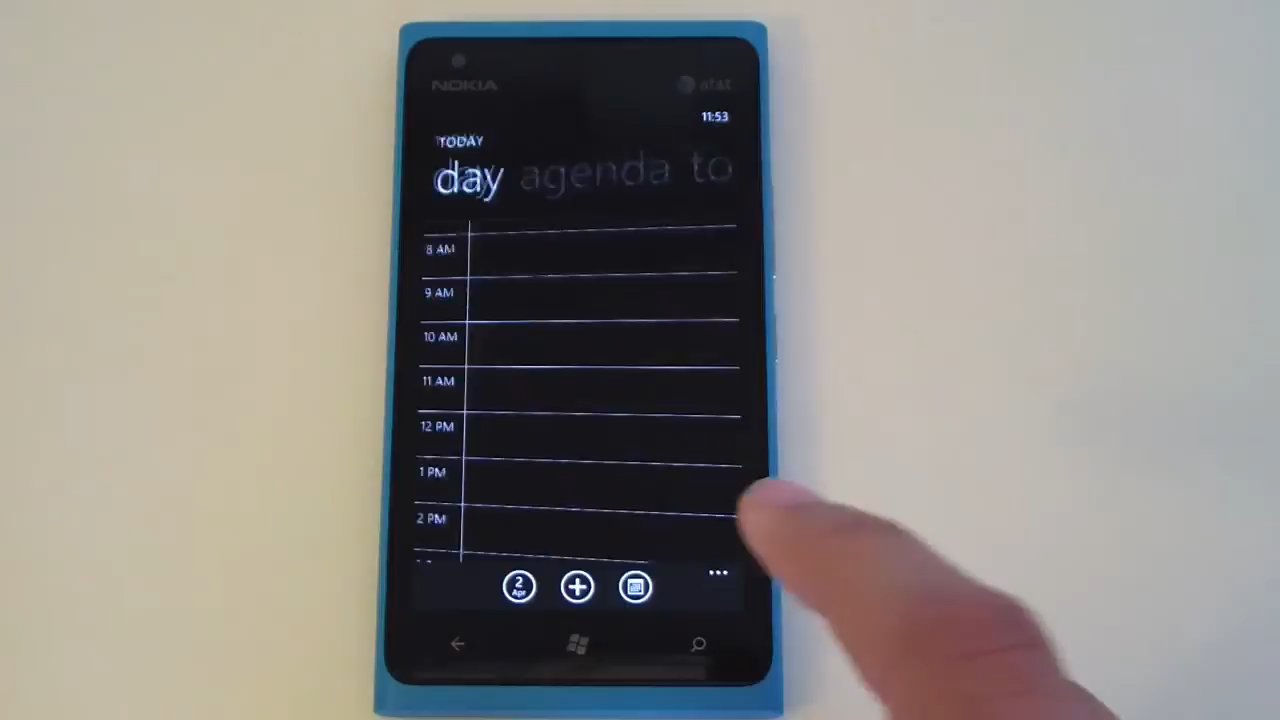 NOKIA at&t
11:53
TODAY
day agenda to
8 AM
9 AM
10 AM
11 AM
12 PM
1 PM
2 PM
2
Apr